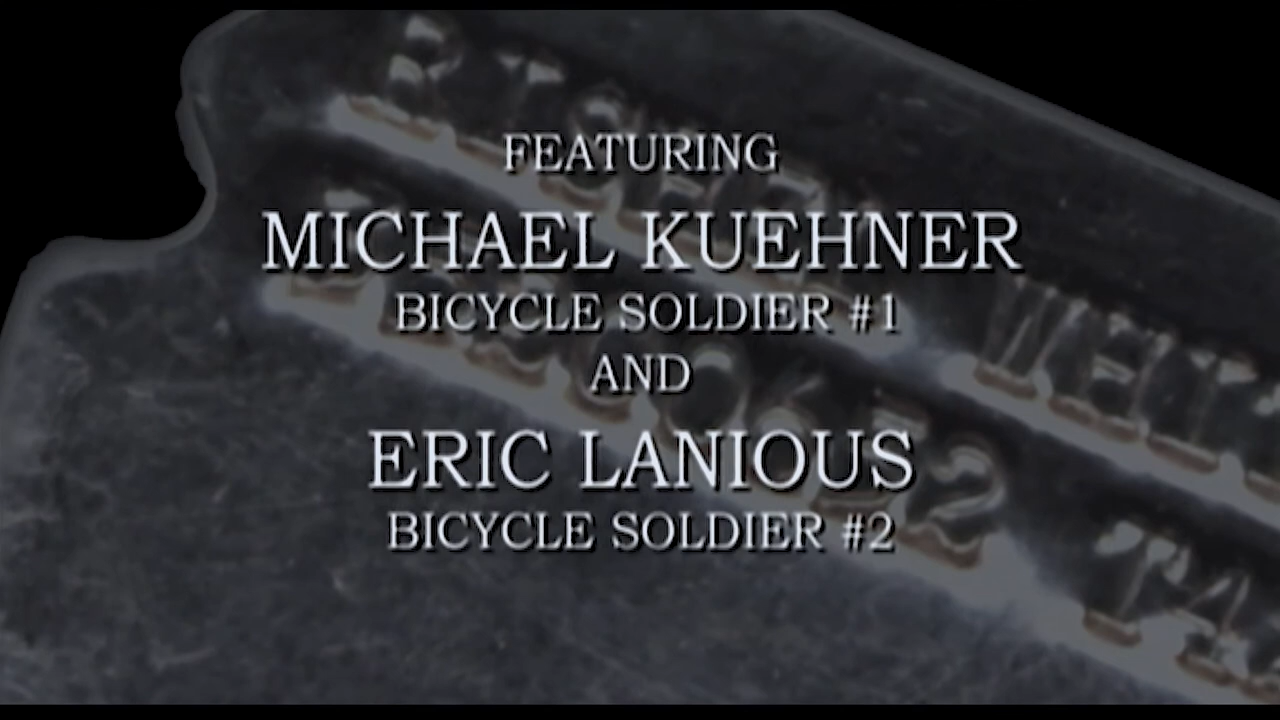 FEATURING
MICHAEL KUEHNER
BICYCLE SOLDIER #1
AND
ERIC LANIOUS
BICYCLE SOLDIER #2